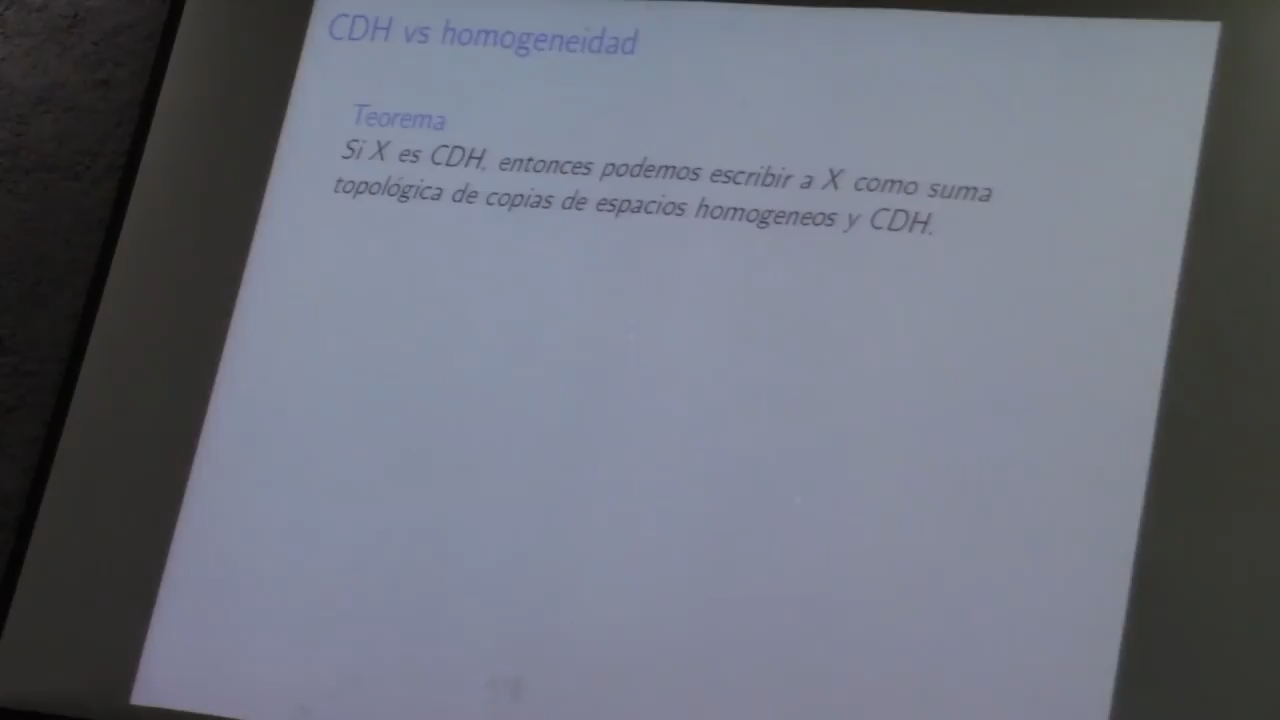 CDH vs homogeneidad
Teorema
Si X es CDH, entonces podemos escribir a X como suma
topológica de copias de espacios homogeneos y CDH.